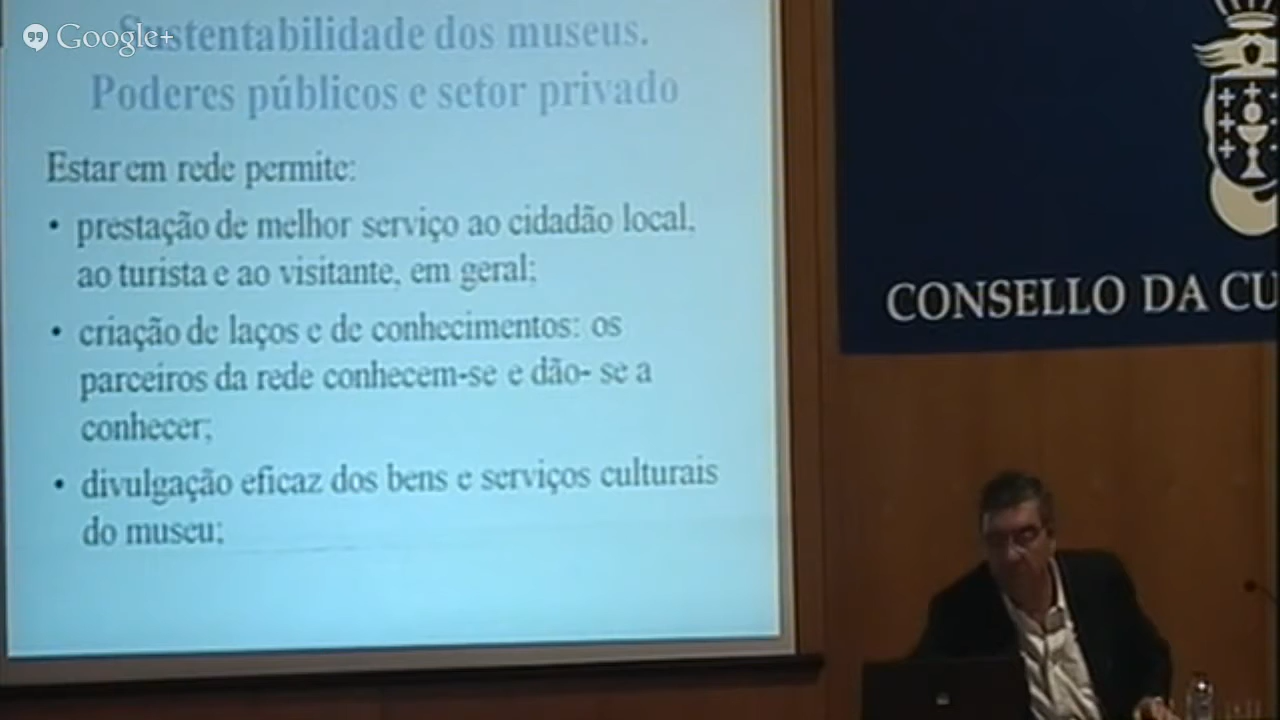 Google+
Sustentabilidade dos museus.
Poderes públicos e setor privado
Estar em rede permite:
• prestação de melhor serviço ao cidadão local,
ao turista e ao visitante, em geral;
• criação de laços e de conhecimentos: os
parceiros da rede conhecem-se e dão- se a
conhecer;
• divulgação eficaz dos bens e serviços culturais
do museu;
CONSELLO DA CU